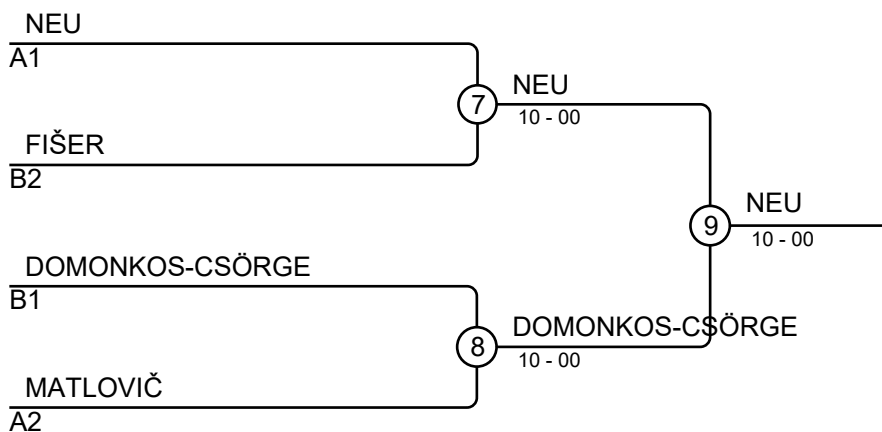 NEU
A1
7
NEU
10 - 00
FIŠER
B2
9
NEU
10 - 00
DOMONKOS-CSÖRGE
B1
8
DOMONKOS-CSÖRGE
10 - 00
MATLOVIČ
A2